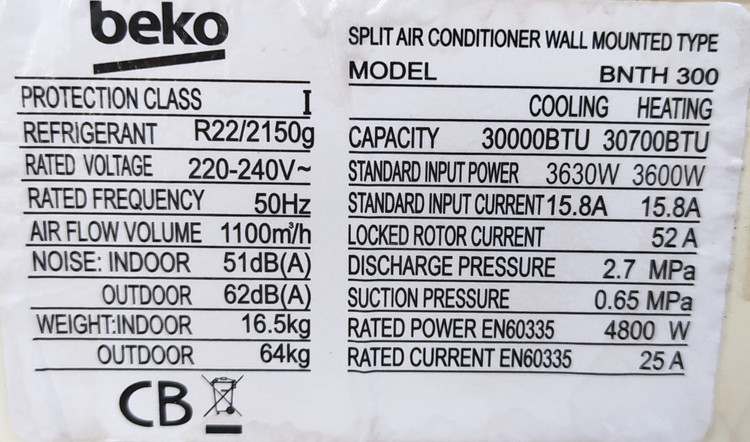 beko
PROTECTION CLASS I
REFRIGERANT R22/2150g
RATED VOLTAGE 220-240V~
RATED FREQUENCY 50Hz
AIR FLOW VOLUME 1100m³/h
NOISE: INDOOR 51dB(A)
OUTDOOR 62dB(A)
WEIGHT:INDOOR 16.5kg
OUTDOOR 64kg
CB
SPLIT AIR CONDITIONER WALL MOUNTED TYPE
MODEL BNTH 300
COOLING HEATING
CAPACITY 30000BTU 30700BTU
STANDARD INPUT POWER 3630W 3600W
STANDARD INPUT CURRENT 15.8A 15.8A
LOCKED ROTOR CURRENT 52 A
DISCHARGE PRESSURE 2.7 MPa
SUCTION PRESSURE 0.65 MPa
RATED POWER EN60335 4800 W
RATED CURRENT EN60335 25 A